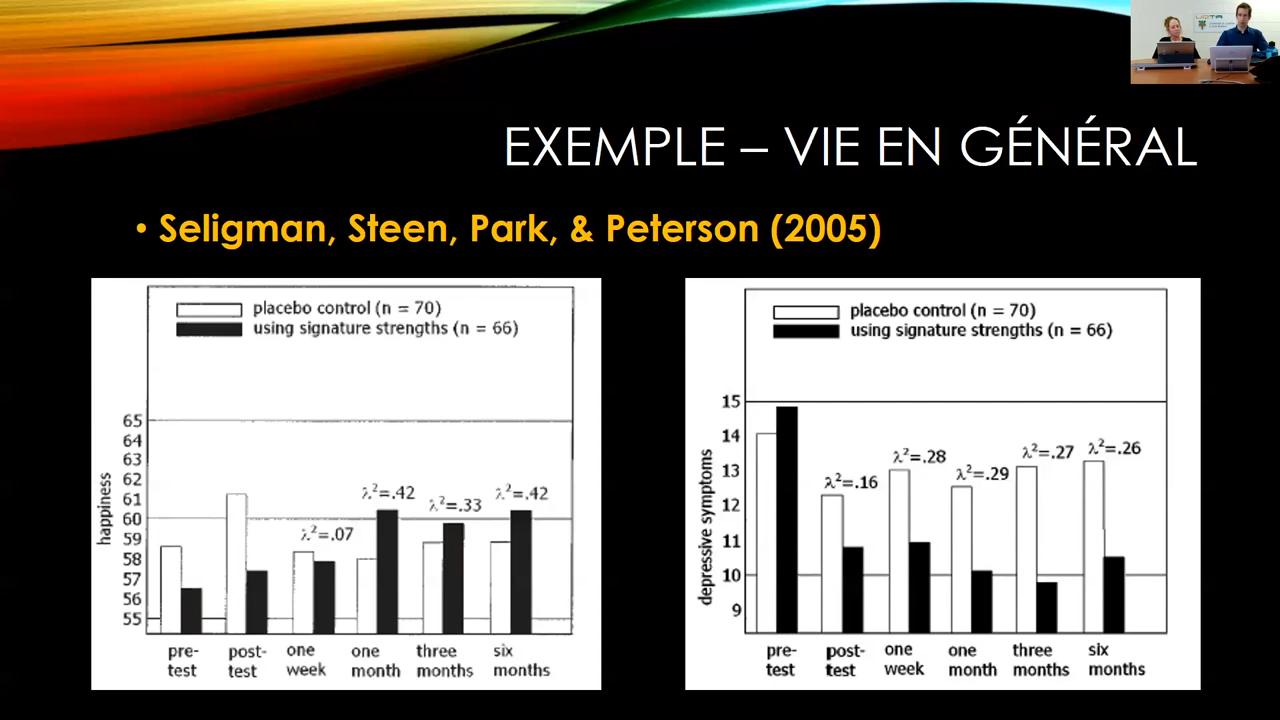 EXEMPLE – VIE EN GÉNÉRAL
• Seligman, Steen, Park, & Peterson (2005)
placebo control (n = 70)
using signature strengths (n = 66)
happiness
65
64
63
62
61
60
59
58
57
56
55
λ²=.07
λ²=.42
λ²=.33
λ²=.42
pre-test
post-test
one week
one month
three months
six months
placebo control (n = 70)
using signature strengths (n = 66)
depressive symptoms
15
14
13
12
11
10
9
λ²=.16
λ²=.28
λ²=.29
λ²=.27
λ²=.26
pre-test
post-test
one week
one month
three months
six months